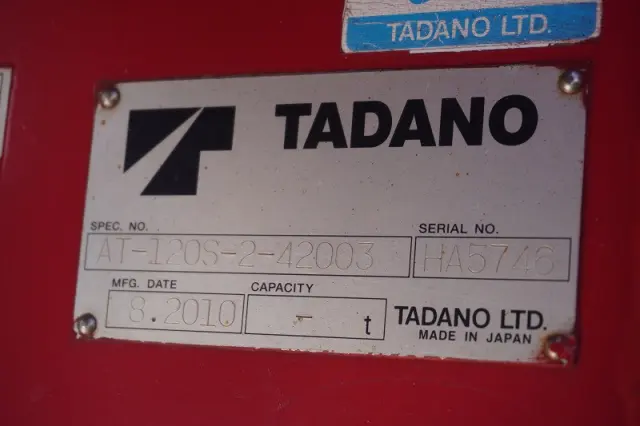 TADANO LTD.
TADANO
SPEC. NO. SERIAL NO.
AT-120S-2-42003 HA5746
MFG. DATE CAPACITY
8.2010 - t TADANO LTD.
MADE IN JAPAN